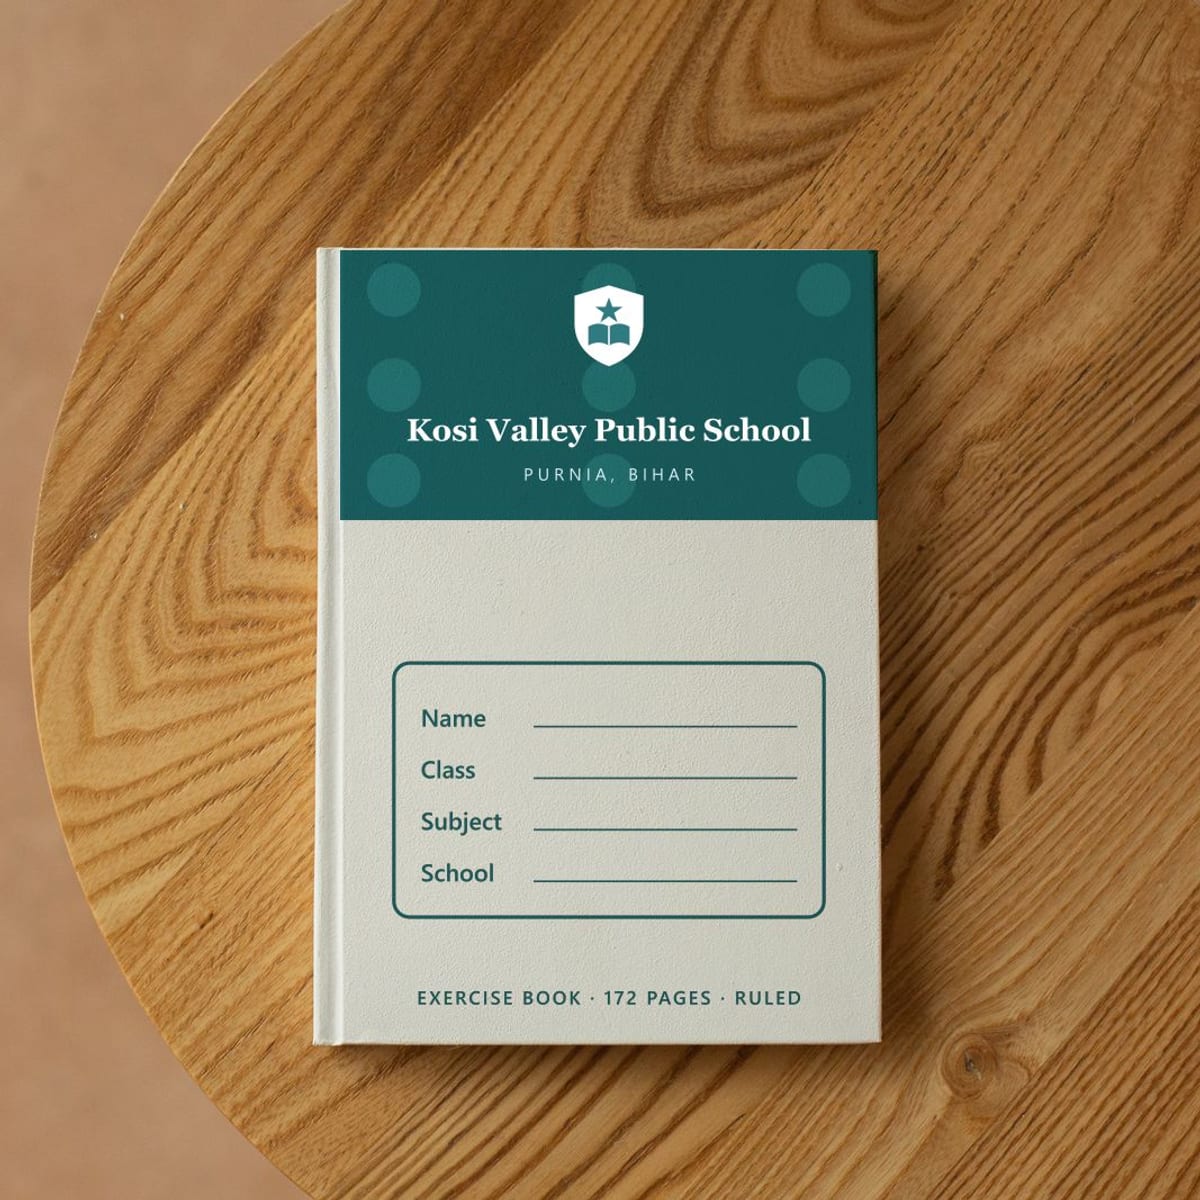 Kosi Valley Public School
PURNIA, BIHAR
Name
Class
Subject
School
EXERCISE BOOK · 172 PAGES · RULED